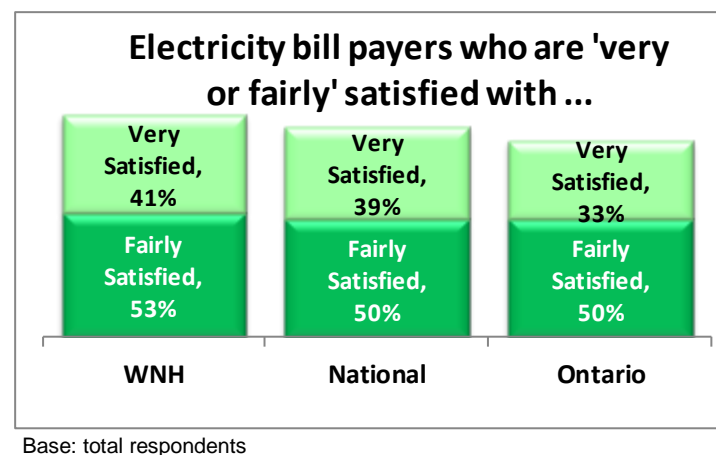 Electricity bill payers who are 'very
or fairly' satisfied with ...
Very
Satisfied,
41%
Very
Satisfied,
39%
Very
Satisfied,
33%
Fairly
Satisfied,
53%
Fairly
Satisfied,
50%
Fairly
Satisfied,
50%
WNH
National
Ontario
Base: total respondents